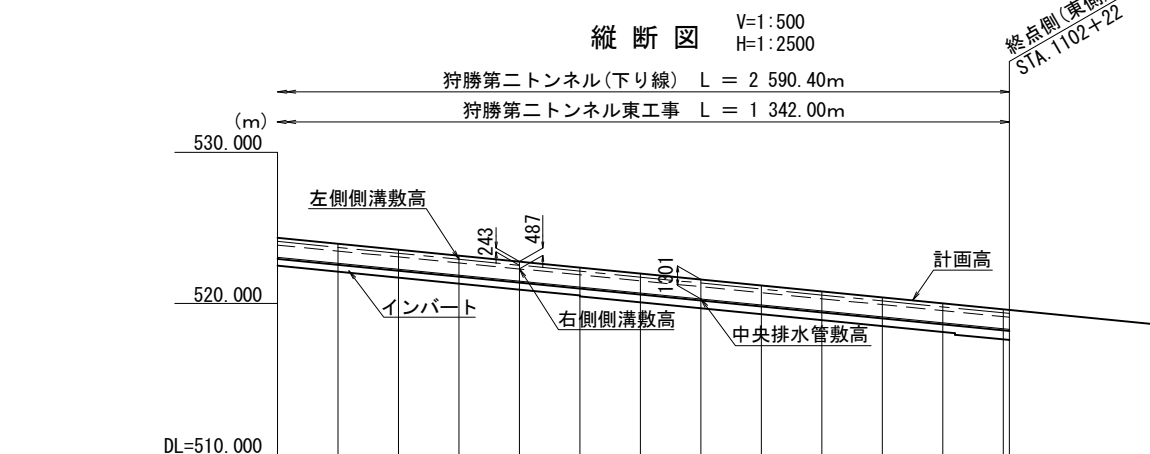 縦断図
V=1:500
H=1:2500
終点側(東側
STA.1102+22
狩勝第二トンネル(下り線) L = 2 590.40m
狩勝第二トンネル東工事 L = 1 342.00m
(m)
530.000
左側側溝敷高
243
487
1301
計画高
520.000
インバート
右側側溝敷高
中央排水管敷高
DL=510.000